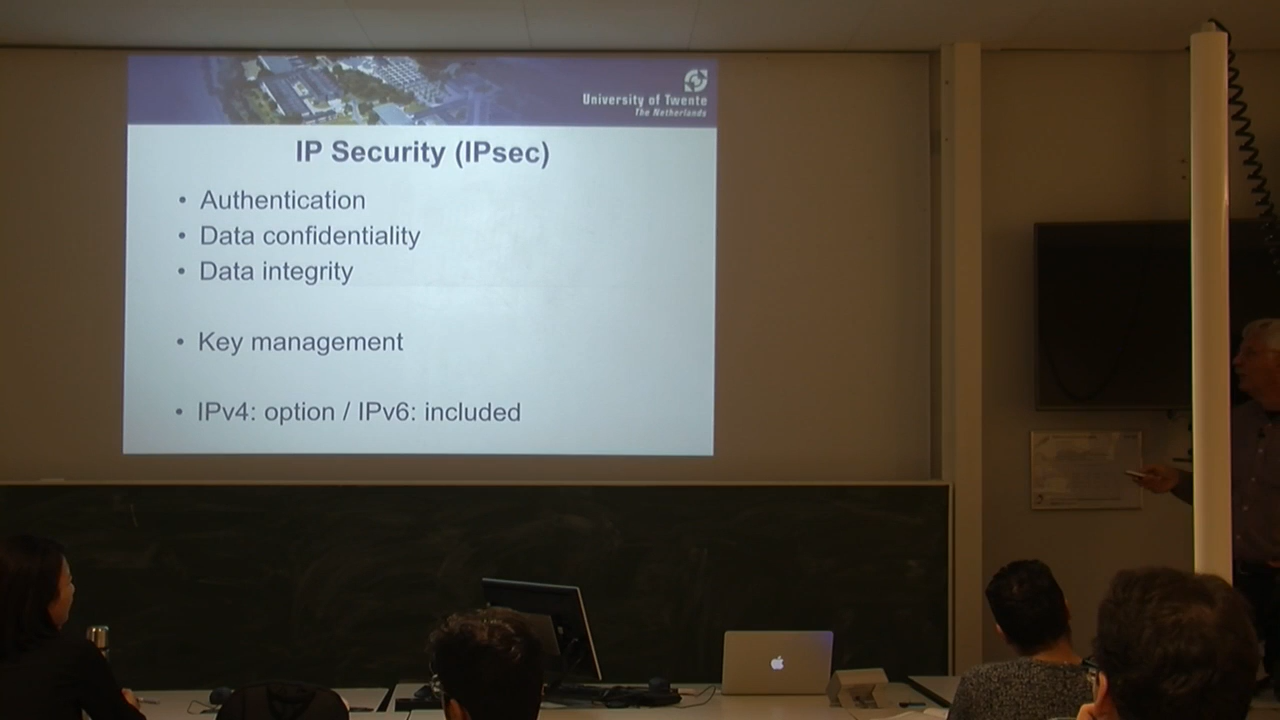 University of Twente
The Netherlands
IP Security (IPsec)
• Authentication
• Data confidentiality
• Data integrity
• Key management
• IPv4: option / IPv6: included